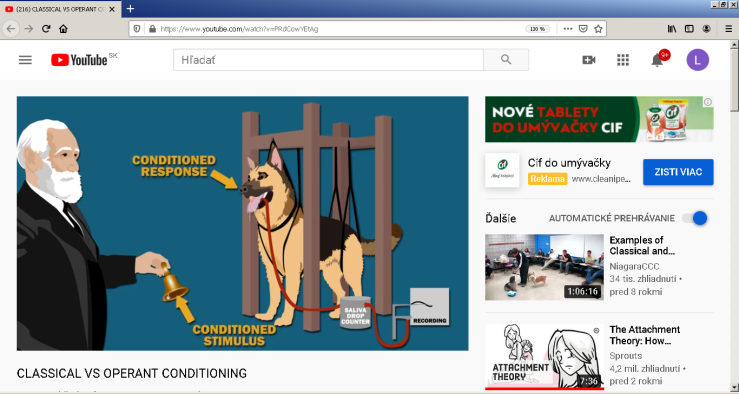 (216) CLASSICAL VS OPERANT CONT
https://www.youtube.com/watch?v=PRdCowYEtAg
130 %
YouTube SK
Hľadať
9+
L
CONDITIONED
RESPONSE
CONDITIONED
STIMULUS
SALIVA
DROP
COUNTER
RECORDING
CLASSICAL VS OPERANT CONDITIONING
NOVÉ TABLETY
DO UMÝVAČKY CIF
Cif
Cif do umývačky
Reklama www.cleanipe...
ZISTI VIAC
Ďalšie
AUTOMATICKÉ PREHRÁVANIE
1:06:16
Examples of
Classical and...
NiagaraCCC
34 tis. zhliadnutí •
pred 8 rokmi
ATTACHMENT
THEORY
7:36
The Attachment
Theory: How...
Sprouts
4,2 mil. zhliadnutí •
pred 2 rokmi